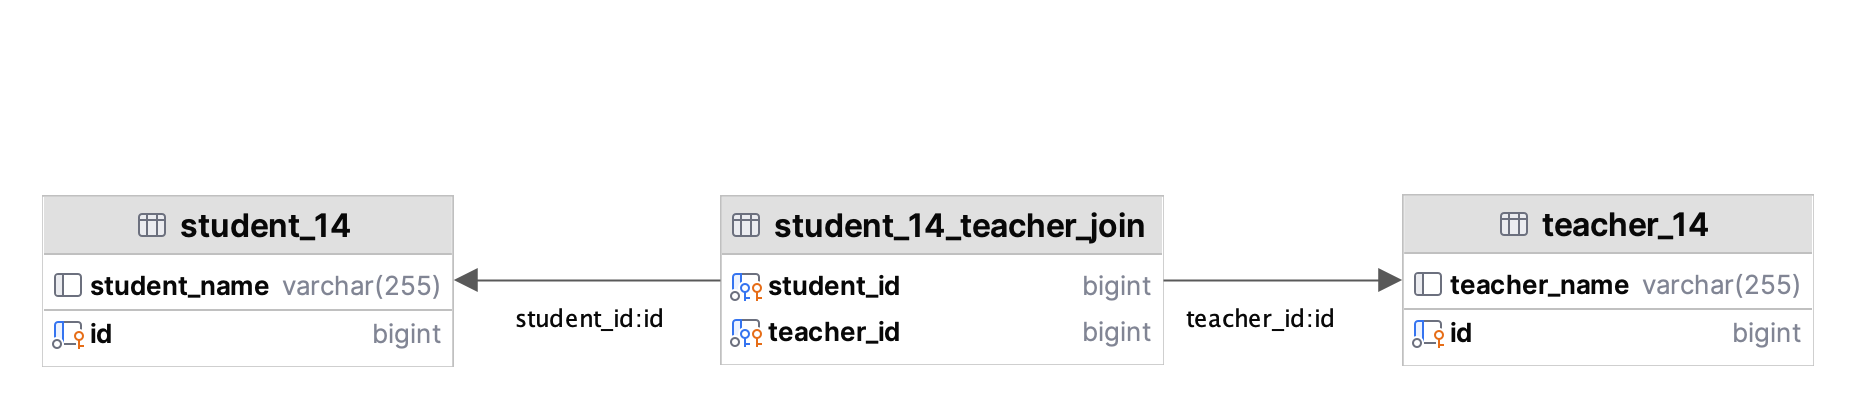 student_14
student_name varchar(255)
id bigint
student_id:id
student_14_teacher_join
student_id bigint
teacher_id bigint
teacher_id:id
teacher_14
teacher_name varchar(255)
id bigint